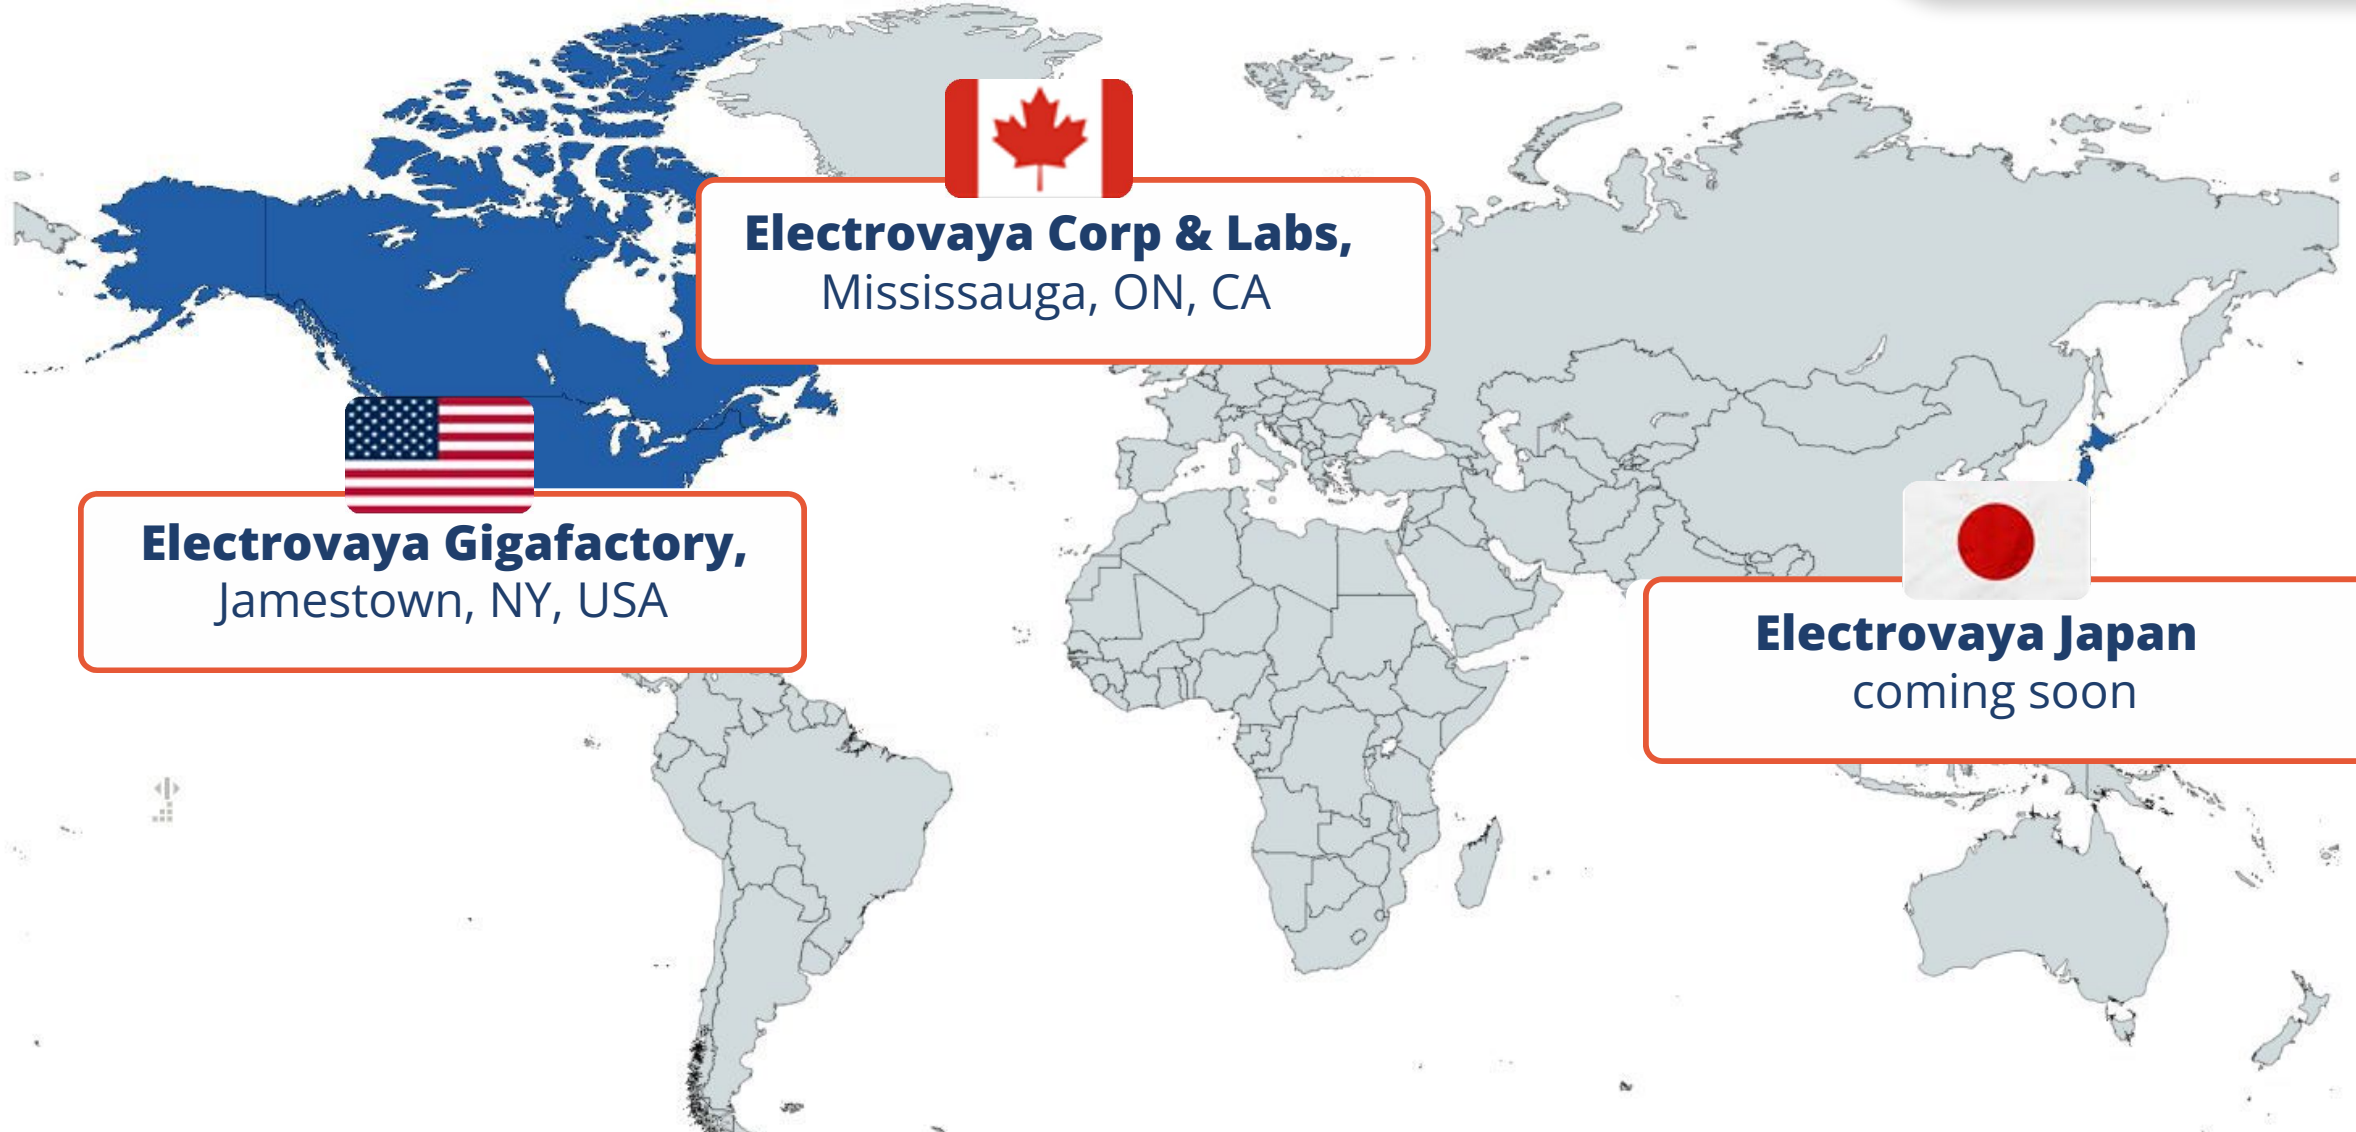 Electrovaya Corp & Labs,
Mississauga, ON, CA
Electrovaya Gigafactory,
Jamestown, NY, USA
Electrovaya Japan
coming soon